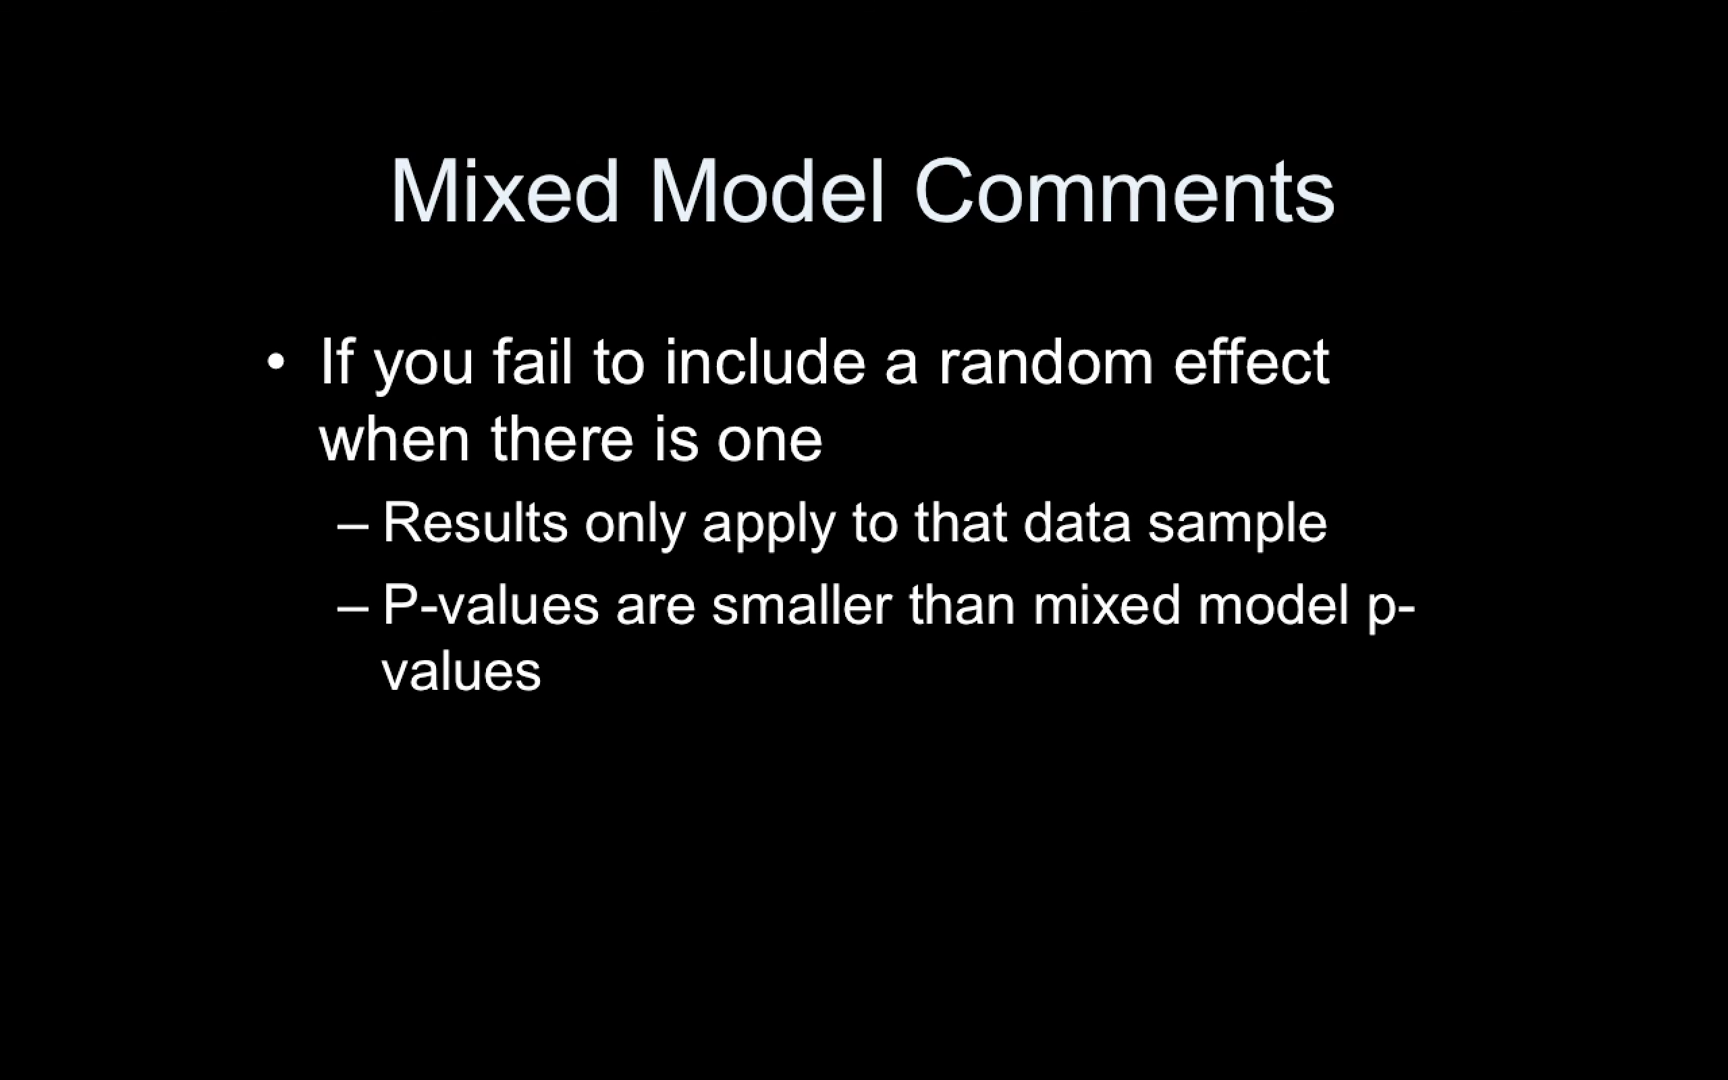 Mixed Model Comments
• If you fail to include a random effect
when there is one
– Results only apply to that data sample
– P-values are smaller than mixed model p-
values